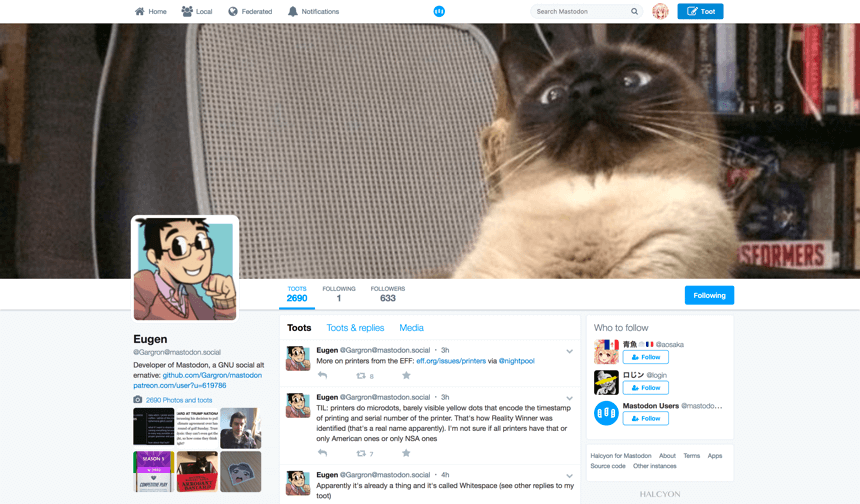 Home Local Federated Notifications Search Mastodon Toot
SFORMERS
TOOTS FOLLOWING FOLLOWERS
2690 1 633
Following
Eugen
@Gargron@mastodon.social
Developer of Mastodon, a GNU social alt
ernative: github.com/Gargron/mastodon
patreon.com/user?u=619786
2690 Photos and toots
SEASON 5
COMPETITIVE PLAY
Toots Toots & replies Media
Eugen @Gargron@mastodon.social · 3h
More on printers from the EFF: eff.org/issues/printers via @nightpool
8
Eugen @Gargron@mastodon.social · 3h
TIL: printers do microdots, barely visible yellow dots that encode the timestamp
of printing and serial number of the printer. That's how Reality Winner was
identified (that's a real name apparently). I'm not sure if all printers have that or
only American ones or only NSA ones
7
Eugen @Gargron@mastodon.social · 4h
Apparently it's already a thing and it's called Whitespace (see other replies to my
toot)
Who to follow
青魚 @aosaka
Follow
ロじン @login
Follow
Mastodon Users @mastodo...
Follow
Halcyon for Mastodon About Terms Apps
Source code Other instances
HALCYON